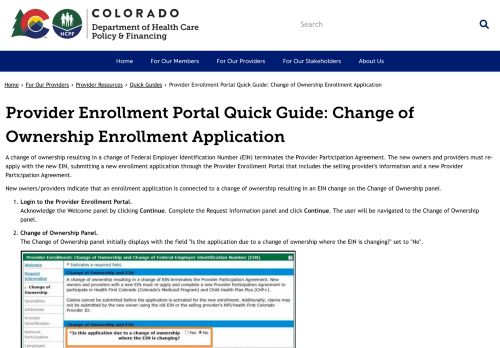 COLORADO
Department of Health Care
Policy & Financing
CO
HCPF
Search
Home
For Our Members
For Our Providers
For Our Stakeholders
About Us
Home › For Our Providers › Provider Resources › Quick Guides › Provider Enrollment Portal Quick Guide: Change of Ownership Enrollment Application
Provider Enrollment Portal Quick Guide: Change of
Ownership Enrollment Application
A change of ownership resulting in a change of Federal Employer Identification Number (EIN) terminates the Provider Participation Agreement. The new owners and providers must re-
apply with the new EIN, submitting a new enrollment application through the Provider Enrollment Portal that includes the selling provider's information and a new Provider
Participation Agreement.
New owners/providers indicate that an enrollment application is connected to a change of ownership resulting in an EIN change on the Change of Ownership panel.
1. Login to the Provider Enrollment Portal.
Acknowledge the Welcome panel by clicking Continue. Complete the Request Information panel and click Continue. The user will be navigated to the Change of Ownership
panel.
2. Change of Ownership Panel.
The Change of Ownership panel initially displays with the field "Is the application due to a change of ownership where the EIN is changing?" set to "No".
Provider Enrollment: Change of Ownership and Change of Federal Employer Identification Number (EIN)
Welcome
* Indicates a required field.
Request
Information
Change of Ownership and EIN
Change of
Ownership
A change of ownership resulting in a change of EIN terminates the Provider Participation Agreement. New
owners and providers with a new EIN must re-apply and complete a new Provider Participation Agreement to
participate in Health First Colorado (Colorado's Medicaid Program) and Child Health Plan Plus (CHP+).
Specialties
Addresses
Claims cannot be submitted before the application is activated for the new enrollment. Additionally, claims may
not be submitted by the new owner using the old EIN or the selling provider's NPI/Health First Colorado
Provider ID.
Provider
Identification
Change of Ownership and EIN
Network
Participation
*Is this application due to a change of ownership
where the EIN is changing?
Yes
No
Languages